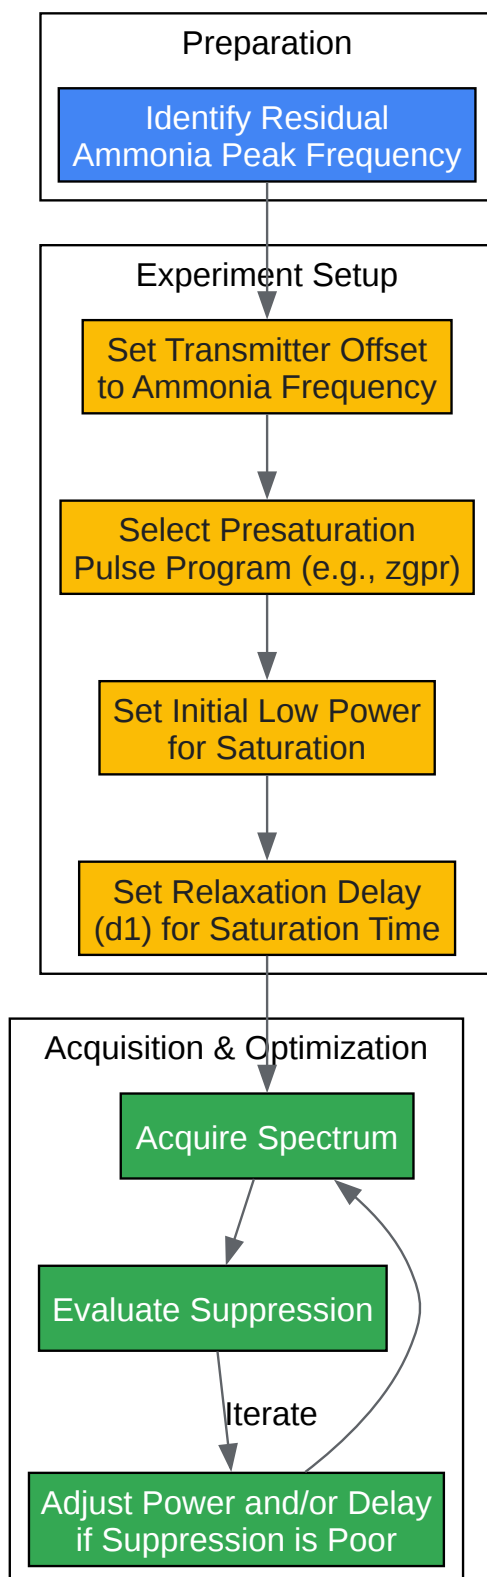 Preparation
Identify Residual
Ammonia Peak Frequency
Experiment Setup
Set Transmitter Offset
to Ammonia Frequency
Select Presaturation
Pulse Program (e.g., zgpr)
Set Initial Low Power
for Saturation
Set Relaxation Delay
(d1) for Saturation Time
Acquisition & Optimization
Acquire Spectrum
Evaluate Suppression
Iterate
Adjust Power and/or Delay
if Suppression is Poor